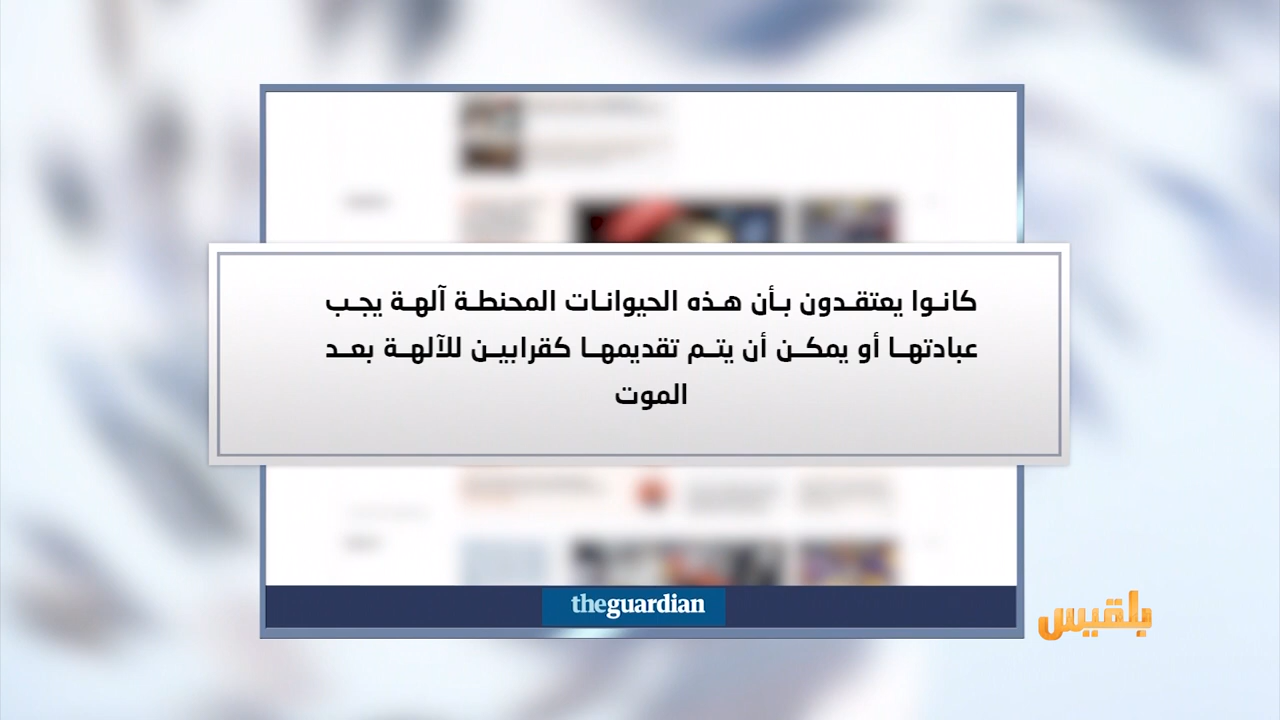 كانوا يعتقدون بأن هذه الحيوانات المحنطة آلهة يجب
عبادتها أو يمكن أن يتم تقديمها كقرابين للآلهة بعد
الموت
theguardian
بلقيس